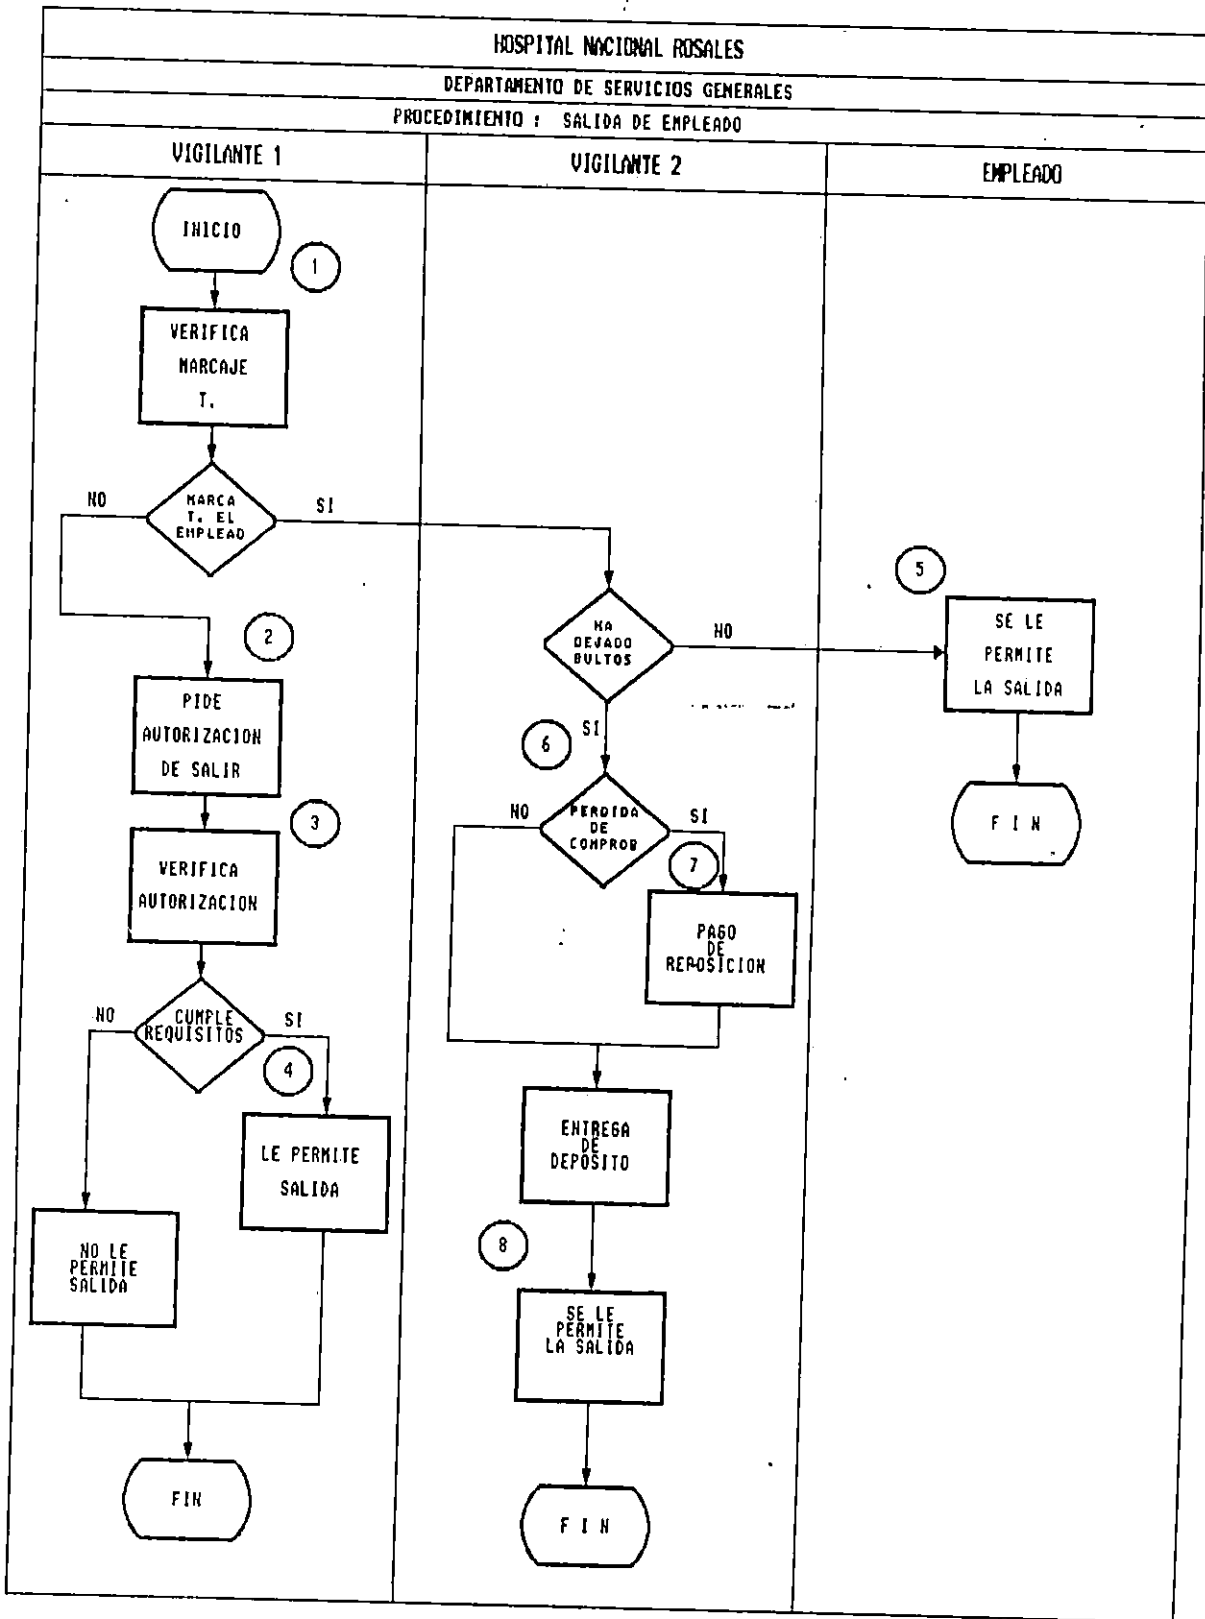 HOSPITAL NACIONAL ROSALES
DEPARTAMENTO DE SERVICIOS GENERALES
PROCEDIMIENTO : SALIDA DE EMPLEADO
VIGILANTE 1
VIGILANTE 2
EMPLEADO
INICIO
1
VERIFICA
MARCAJE
T.
MARCA
T. EL
EMPLEAD
NO
SI
2
PIDE
AUTORIZACION
DE SALIR
3
VERIFICA
AUTORIZACION
CUMPLE
REQUISITOS
NO
SI
4
LE PERMITE
SALIDA
NO LE
PERMITE
SALIDA
FIN
HA
DEJADO
BULTOS
NO
SI
6
PERDIDA
DE
COMPROB
NO
SI
7
PAGO
DE
REPOSICION
ENTREGA
DE
DEPOSITO
8
SE LE
PERMITE
LA SALIDA
F I N
5
SE LE
PERMITE
LA SALIDA
F I N